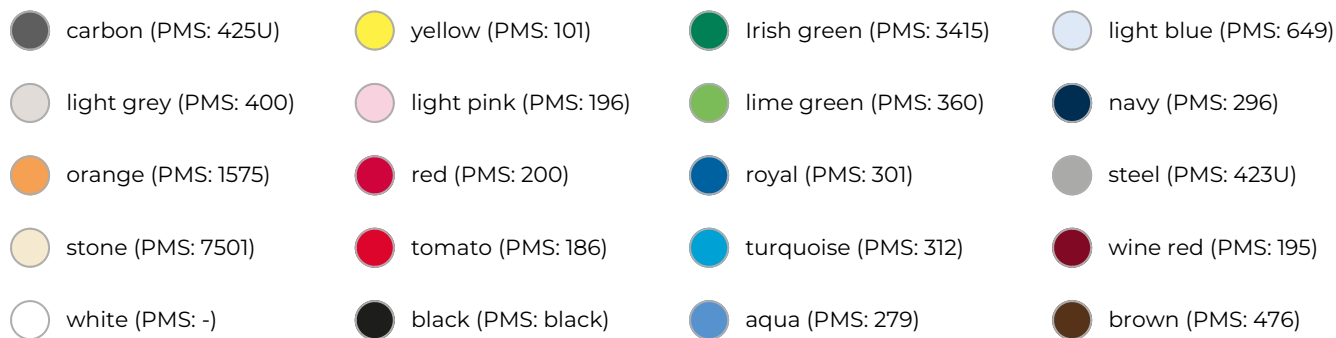 carbon (PMS: 425U)
yellow (PMS: 101)
Irish green (PMS: 3415)
light blue (PMS: 649)
light grey (PMS: 400)
light pink (PMS: 196)
lime green (PMS: 360)
navy (PMS: 296)
orange (PMS: 1575)
red (PMS: 200)
royal (PMS: 301)
steel (PMS: 423U)
stone (PMS: 7501)
tomato (PMS: 186)
turquoise (PMS: 312)
wine red (PMS: 195)
white (PMS: -)
black (PMS: black)
aqua (PMS: 279)
brown (PMS: 476)